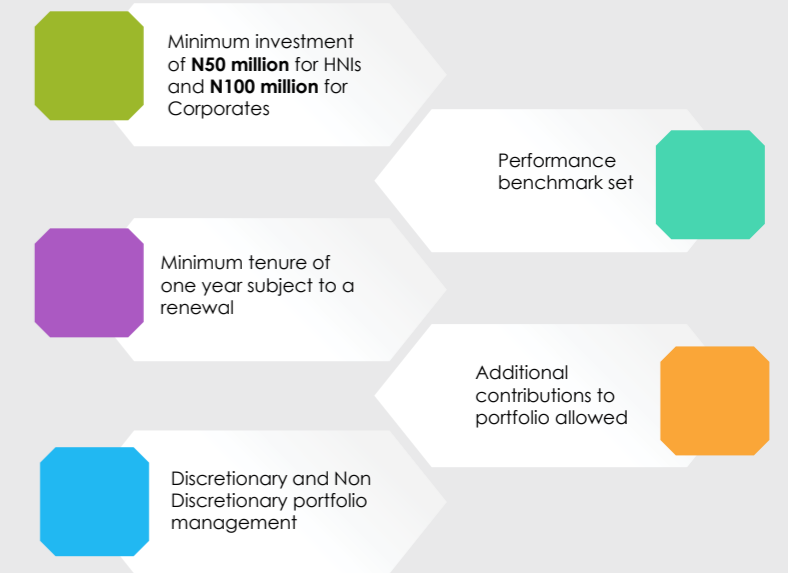 Minimum investment
of N50 million for HNIs
and N100 million for
Corporates
Performance
benchmark set
Minimum tenure of
one year subject to a
renewal
Additional
contributions to
portfolio allowed
Discretionary and Non
Discretionary portfolio
management